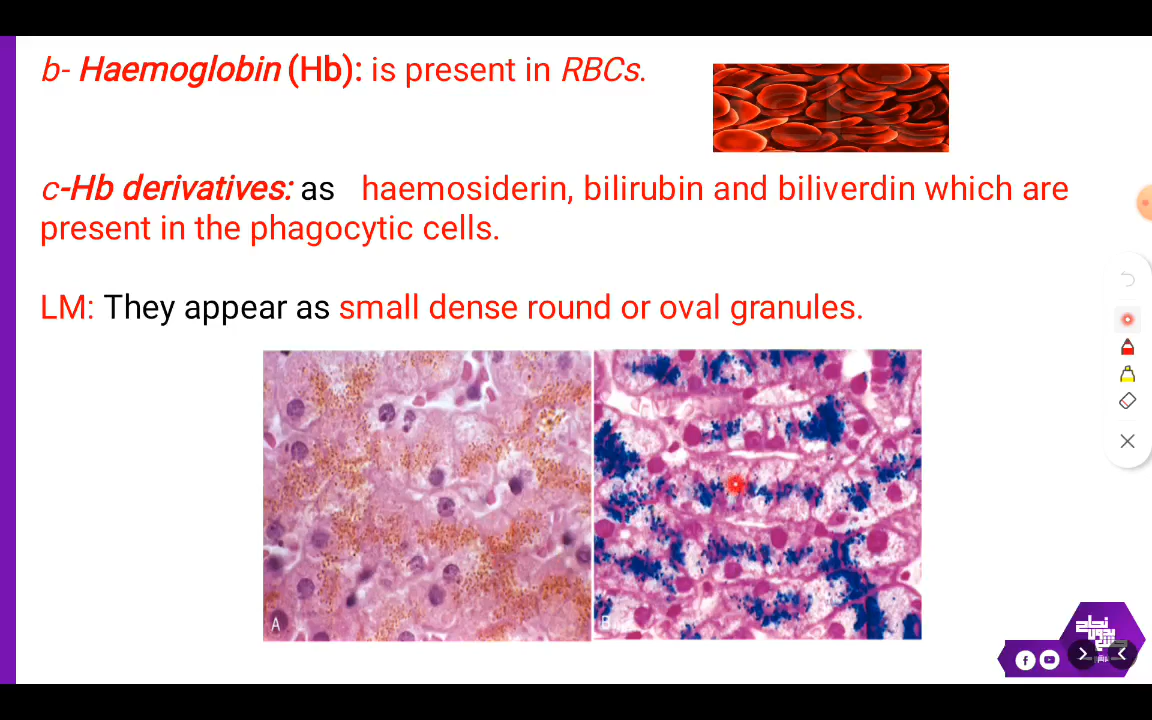 b- Haemoglobin (Hb): is present in RBCs.
c-Hb derivatives: as haemosiderin, bilirubin and biliverdin which are
present in the phagocytic cells.
LM: They appear as small dense round or oval granules.
A
B